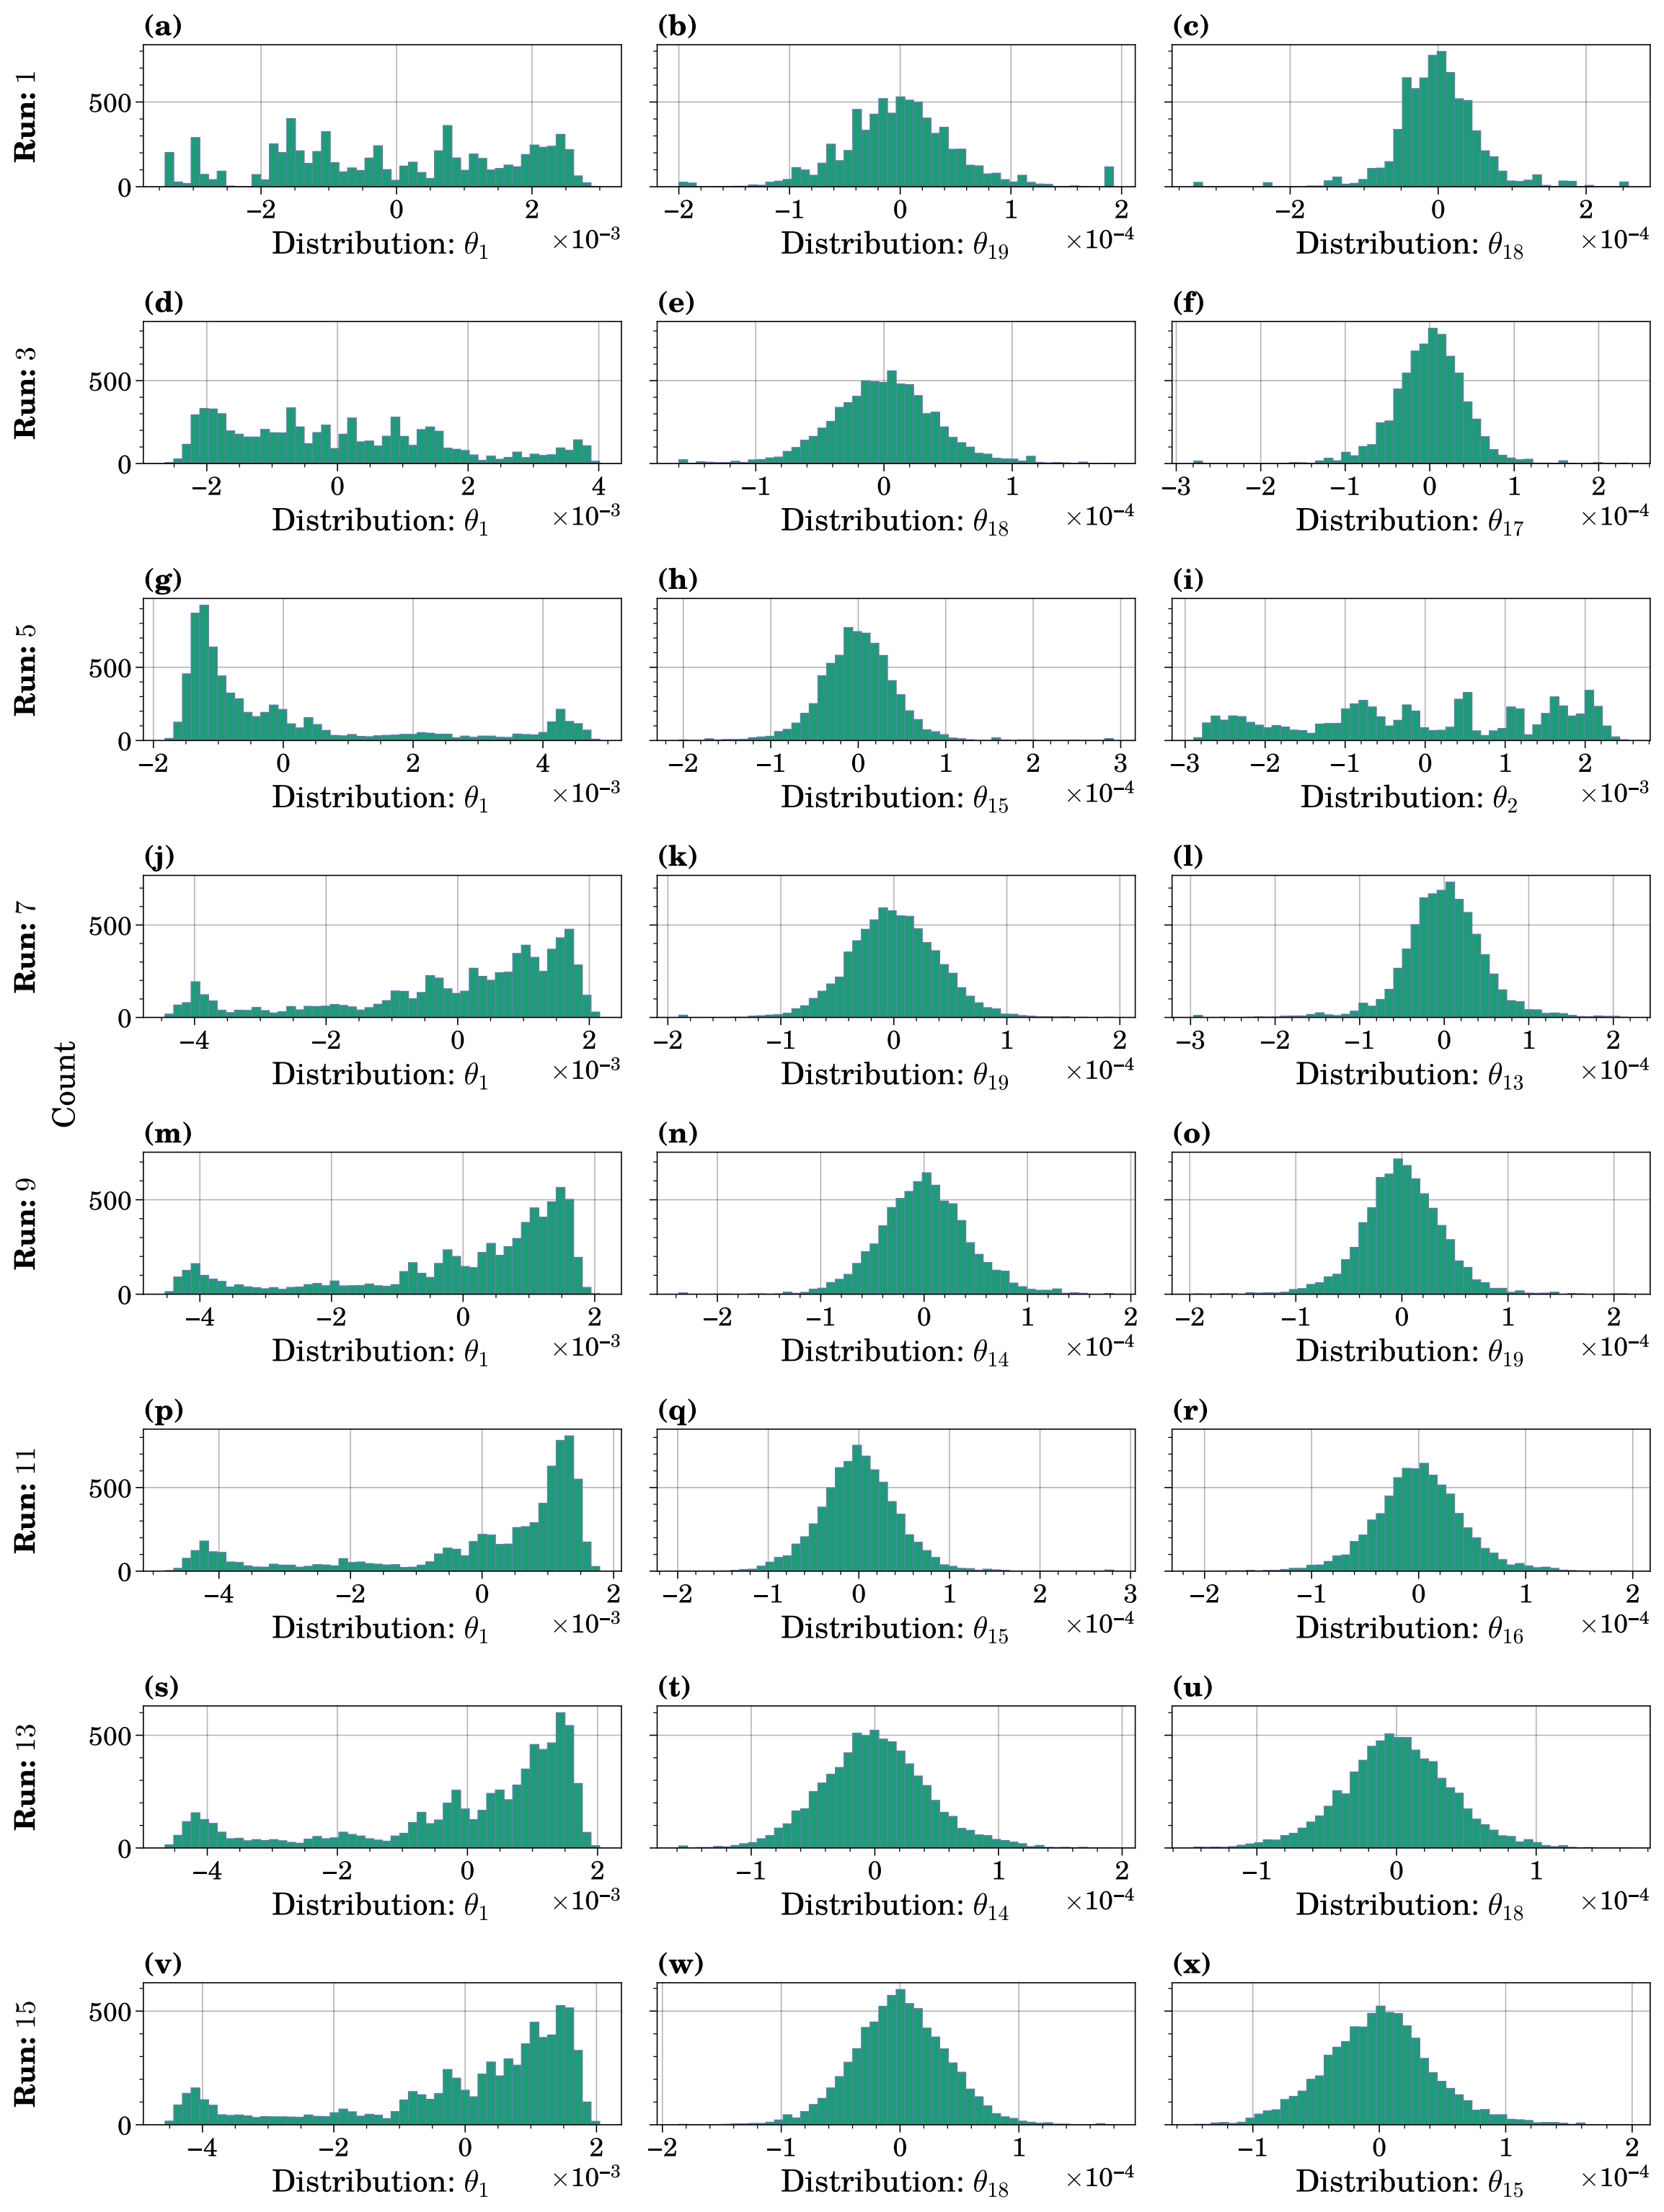 (a) (b) (c)
Run: 1
500
0
−2 0 2
−2 −1 0 1 2
−2 0 2
Distribution: θ1 ×10−3
Distribution: θ19 ×10−4
Distribution: θ18 ×10−4
(d) (e) (f)
Run: 3
500
0
−2 0 2 4
−1 0 1
−3 −2 −1 0 1 2
Distribution: θ1 ×10−3
Distribution: θ18 ×10−4
Distribution: θ17 ×10−4
(g) (h) (i)
Run: 5
500
0
−2 0 2 4
−2 −1 0 1 2 3
−3 −2 −1 0 1 2
Distribution: θ1 ×10−3
Distribution: θ15 ×10−4
Distribution: θ2 ×10−3
(j) (k) (l)
Run: 7
500
0
−4 −2 0 2
−2 −1 0 1 2
−3 −2 −1 0 1 2
Distribution: θ1 ×10−3
Distribution: θ19 ×10−4
Distribution: θ13 ×10−4
Count
(m) (n) (o)
Run: 9
500
0
−4 −2 0 2
−2 −1 0 1 2
−2 −1 0 1 2
Distribution: θ1 ×10−3
Distribution: θ14 ×10−4
Distribution: θ19 ×10−4
(p) (q) (r)
Run: 11
500
0
−4 −2 0 2
−2 −1 0 1 2 3
−2 −1 0 1 2
Distribution: θ1 ×10−3
Distribution: θ15 ×10−4
Distribution: θ16 ×10−4
(s) (t) (u)
Run: 13
500
0
−4 −2 0 2
−1 0 1 2
−1 0 1
Distribution: θ1 ×10−3
Distribution: θ14 ×10−4
Distribution: θ18 ×10−4
(v) (w) (x)
Run: 15
500
0
−4 −2 0 2
−2 −1 0 1
−1 0 1 2
Distribution: θ1 ×10−3
Distribution: θ18 ×10−4
Distribution: θ15 ×10−4